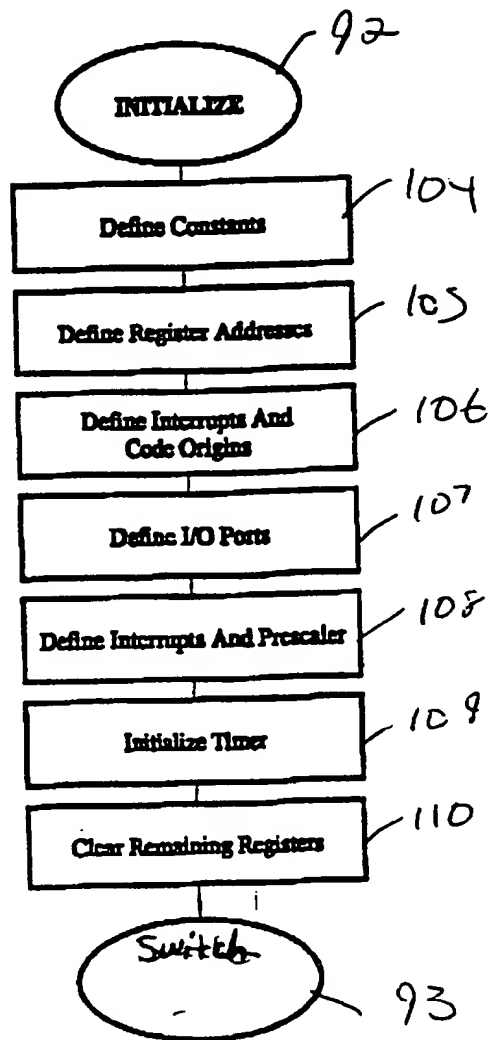 92
INITIALIZE
104
Define Constants
105
Define Register Addresses
106
Define Interrupts And
Code Origins
107
Define I/O Ports
108
Define Interrupts And Prescaler
109
Initialize Timer
110
Clear Remaining Registers
Switch
93